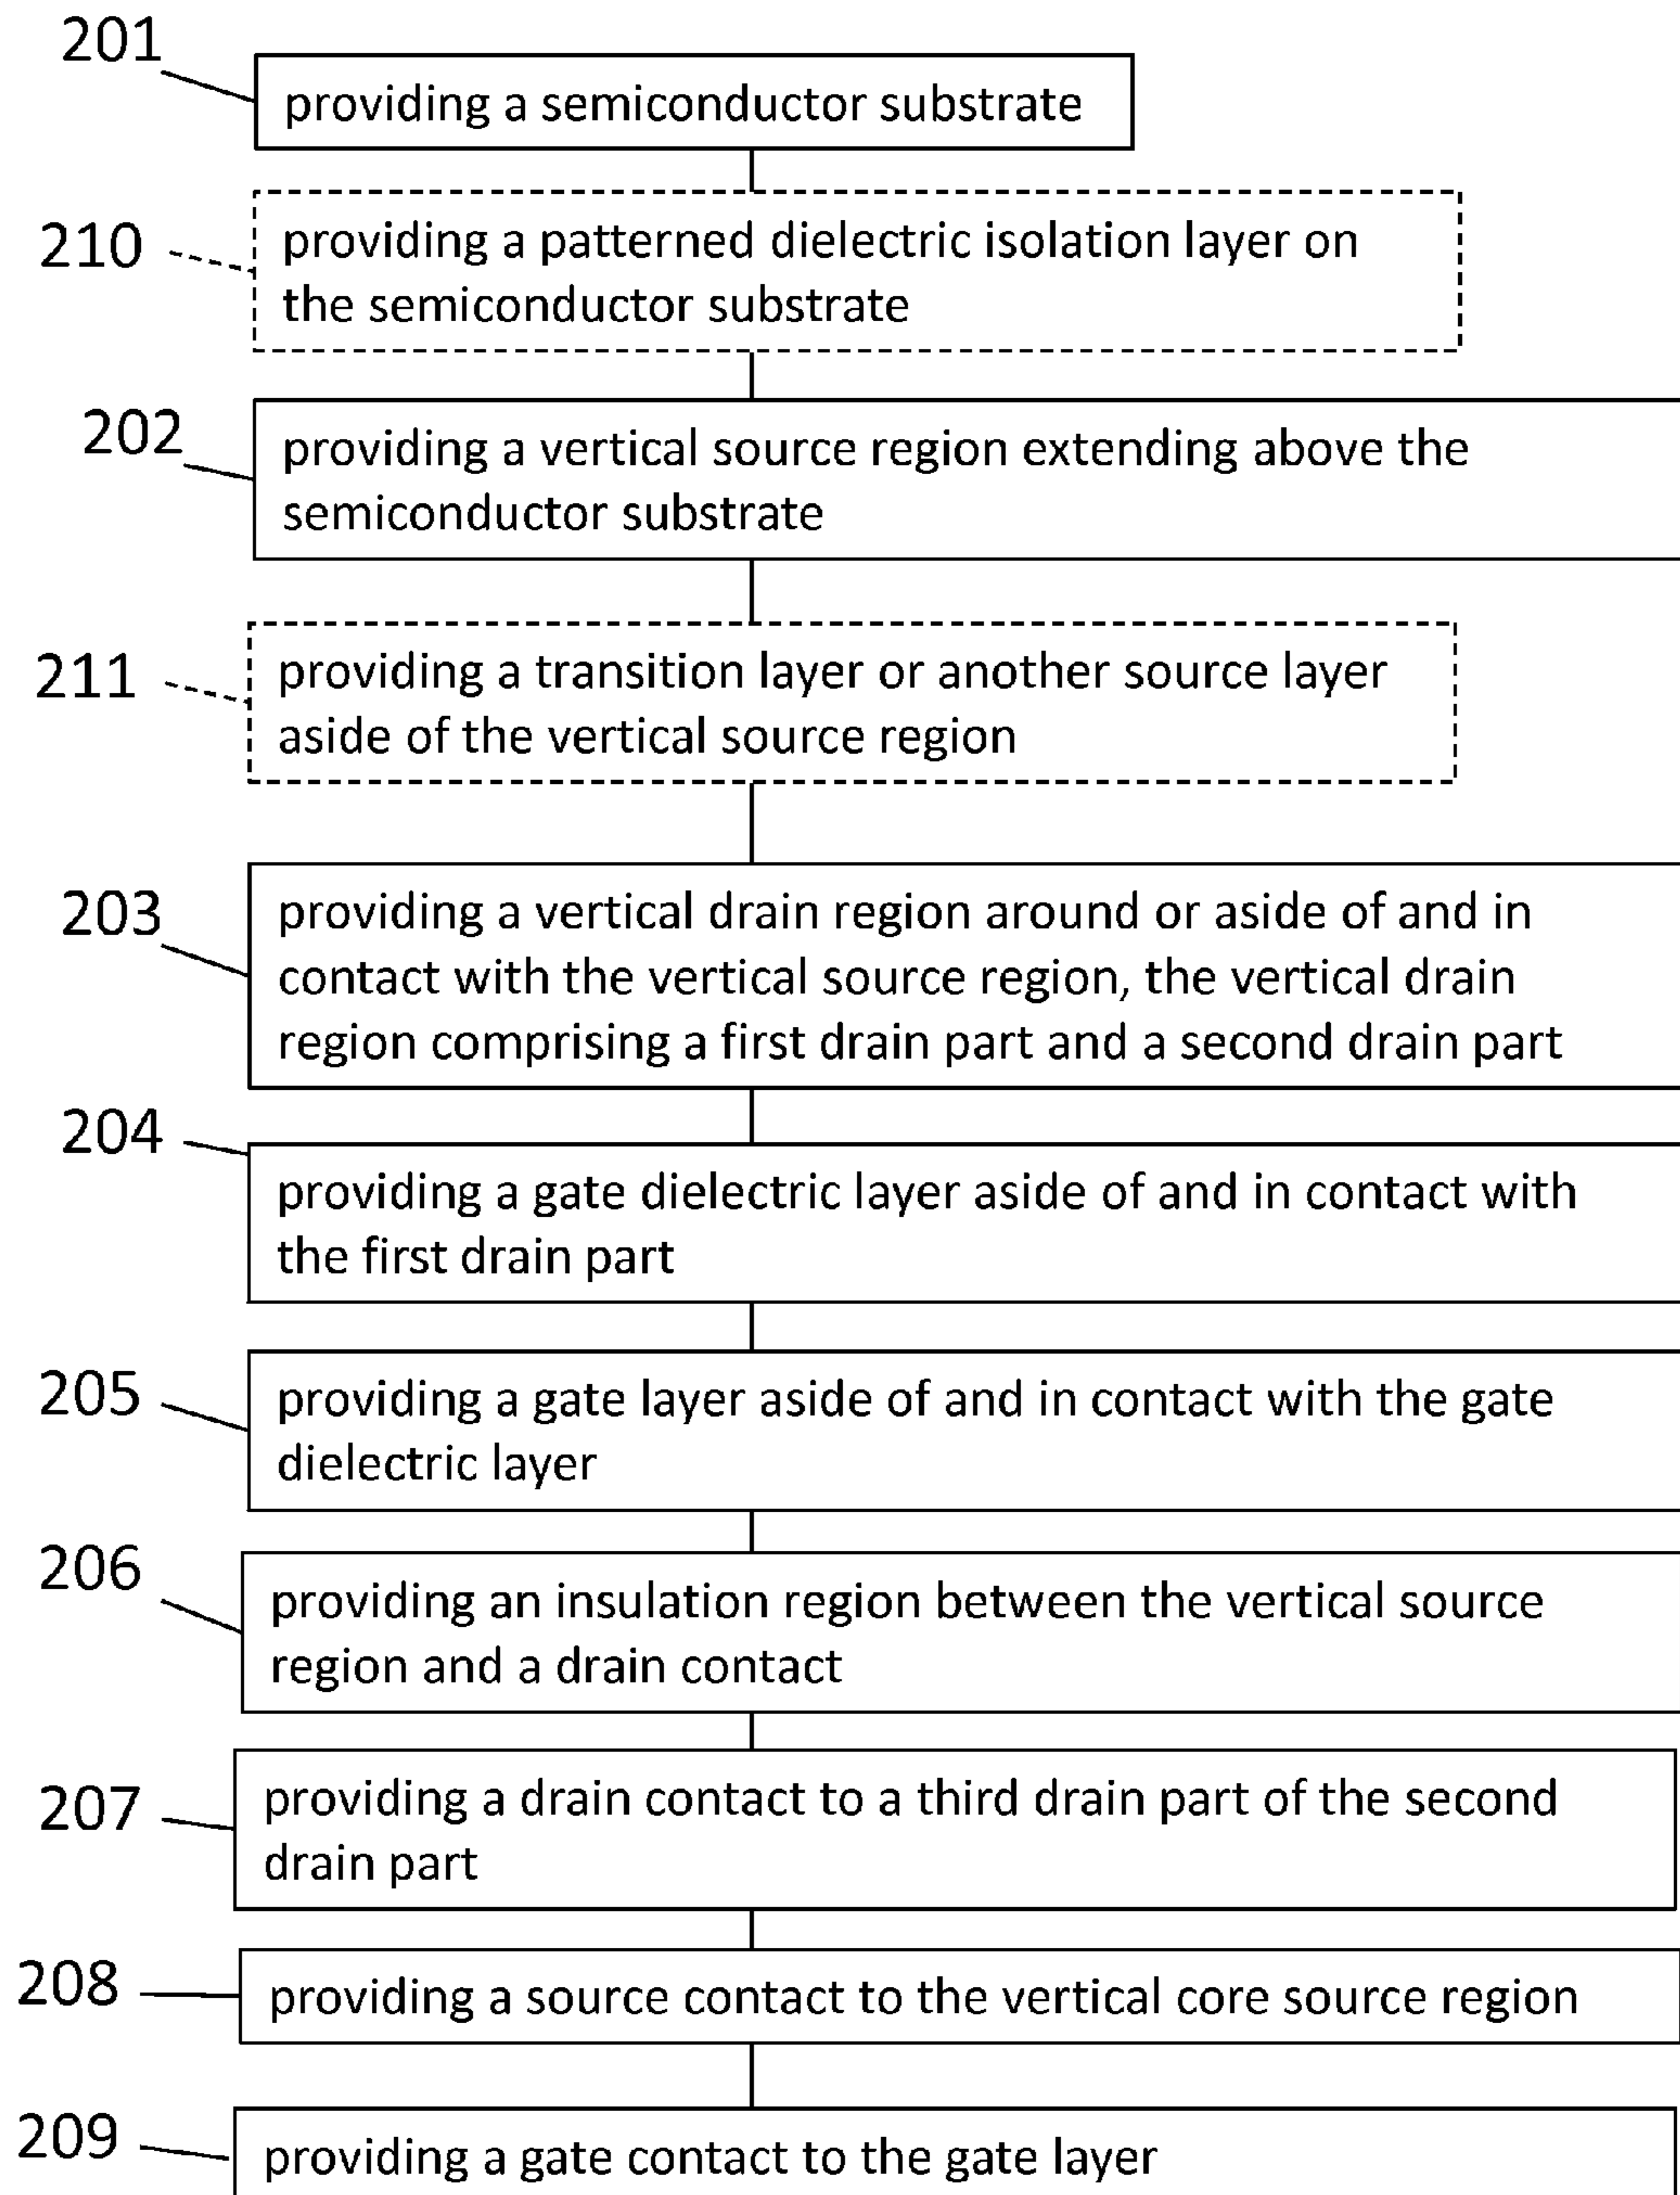 201
providing a semiconductor substrate
210
providing a patterned dielectric isolation layer on
the semiconductor substrate
202
providing a vertical source region extending above the
semiconductor substrate
211
providing a transition layer or another source layer
aside of the vertical source region
203
providing a vertical drain region around or aside of and in
contact with the vertical source region, the vertical drain
region comprising a first drain part and a second drain part
204
providing a gate dielectric layer aside of and in contact with
the first drain part
205
providing a gate layer aside of and in contact with the gate
dielectric layer
206
providing an insulation region between the vertical source
region and a drain contact
207
providing a drain contact to a third drain part of the second
drain part
208
providing a source contact to the vertical core source region
209
providing a gate contact to the gate layer